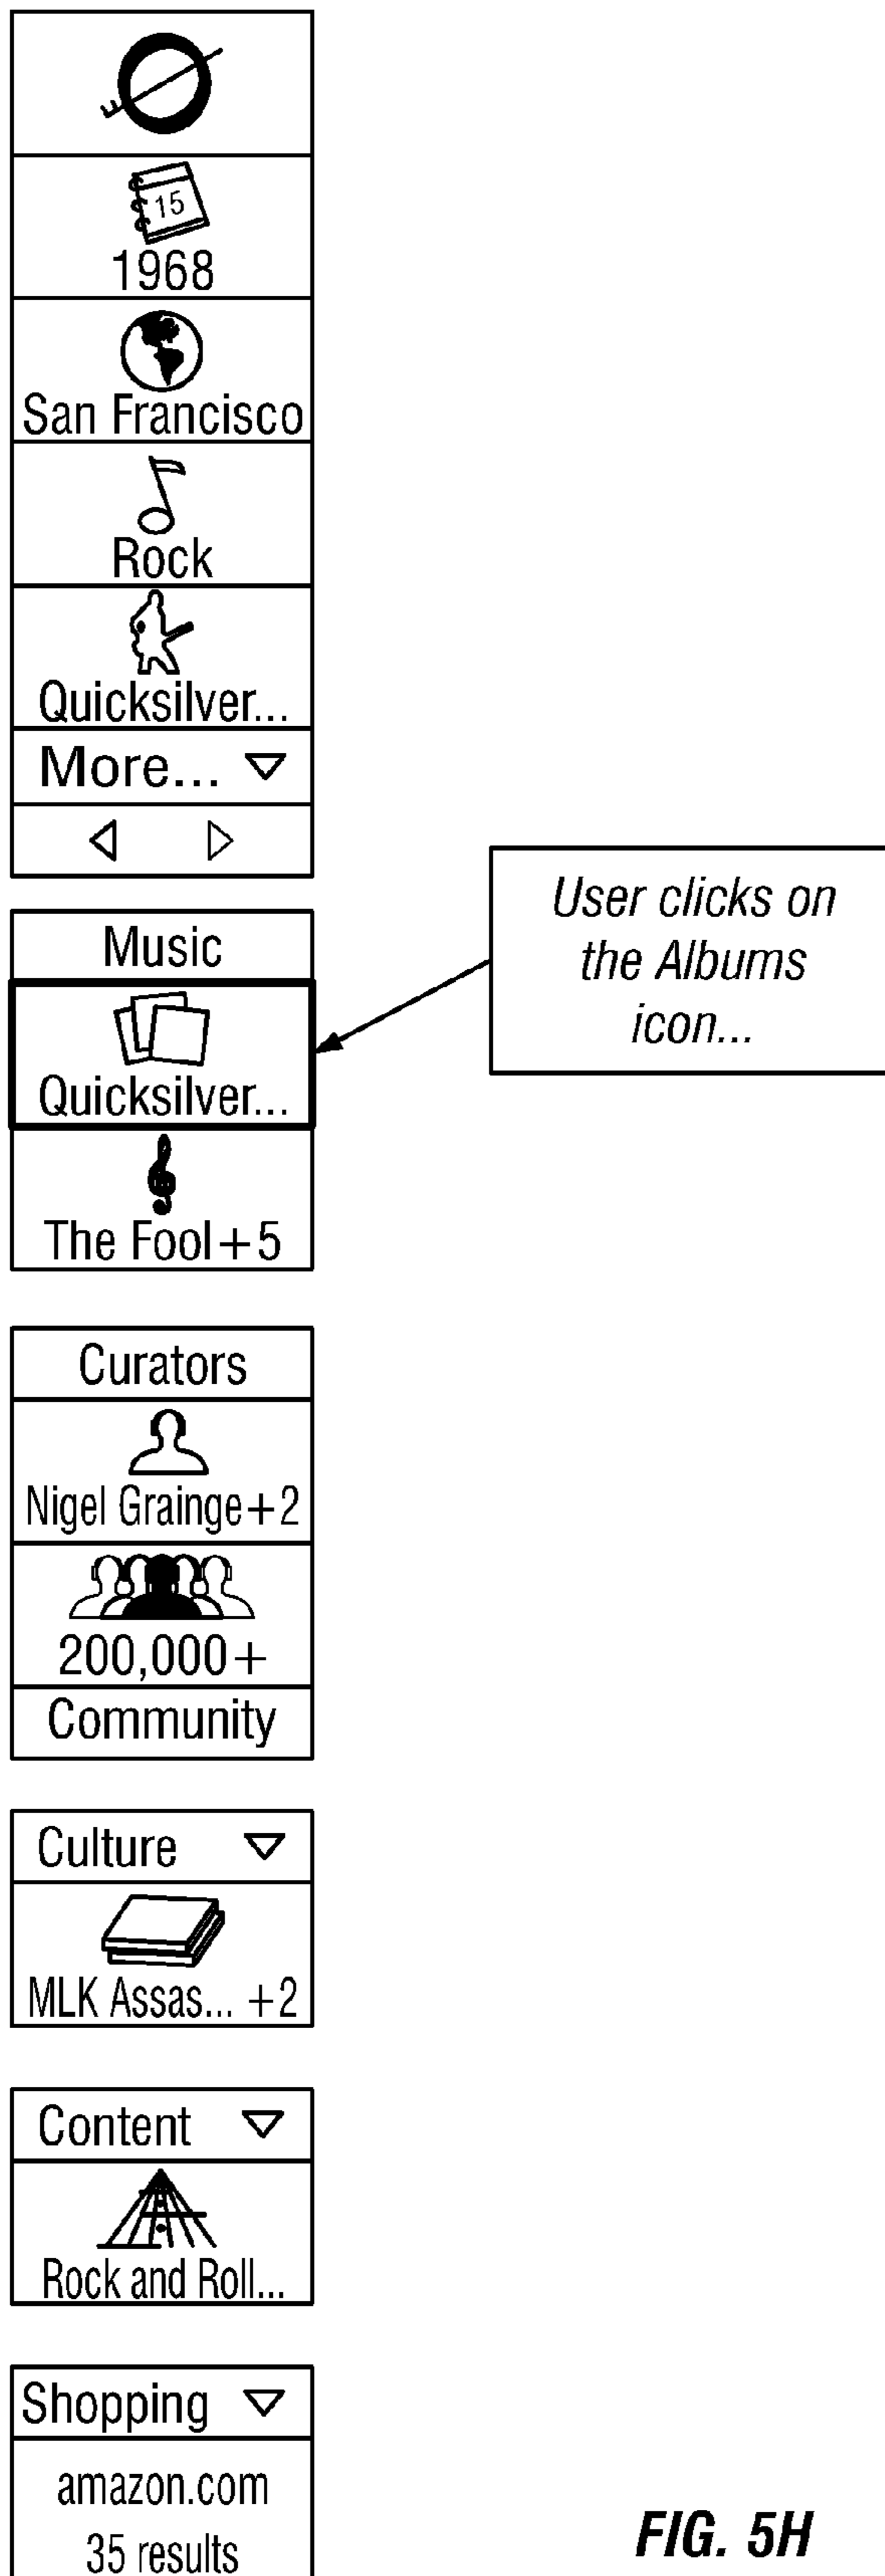 15
1968
San Francisco
Rock
Quicksilver...
More...
Music
Quicksilver...
The Fool+5
User clicks on
the Albums
icon...
Curators
Nigel Grainge+2
200,000+
Community
Culture
MLK Assas... +2
Content
Rock and Roll...
Shopping
amazon.com
35 results
FIG. 5H